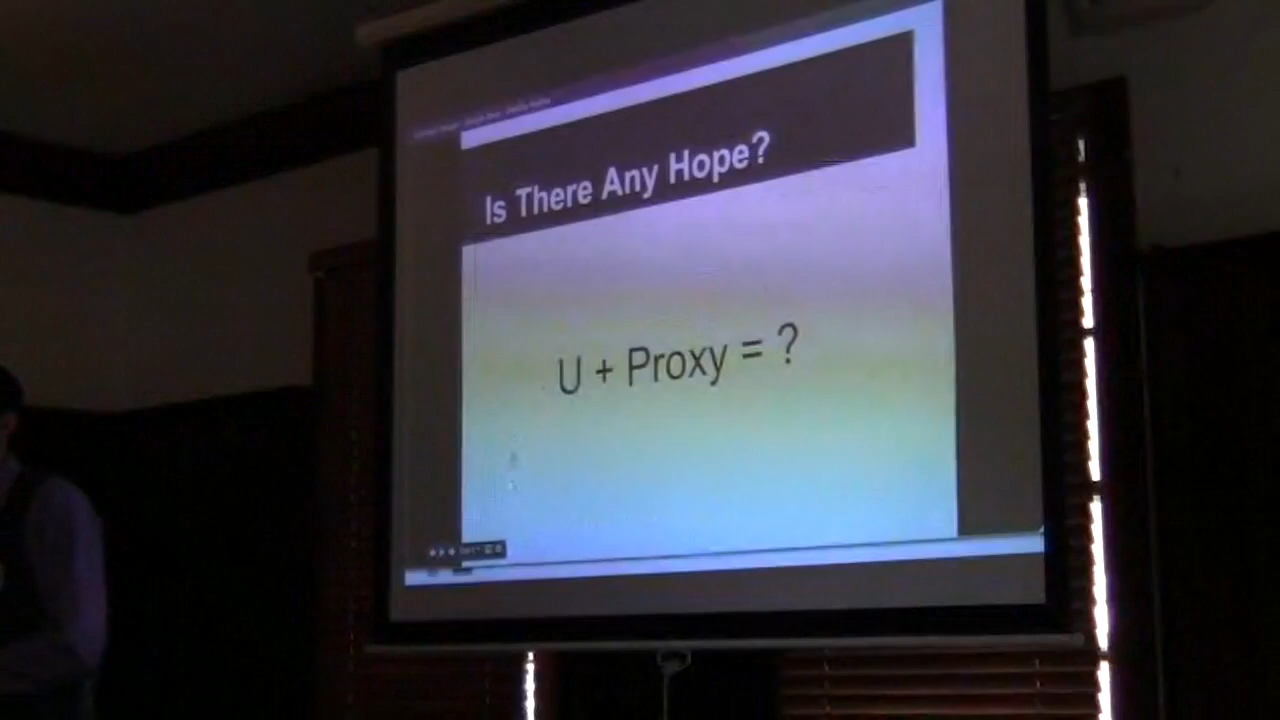 Is There Any Hope?
U + Proxy = ?